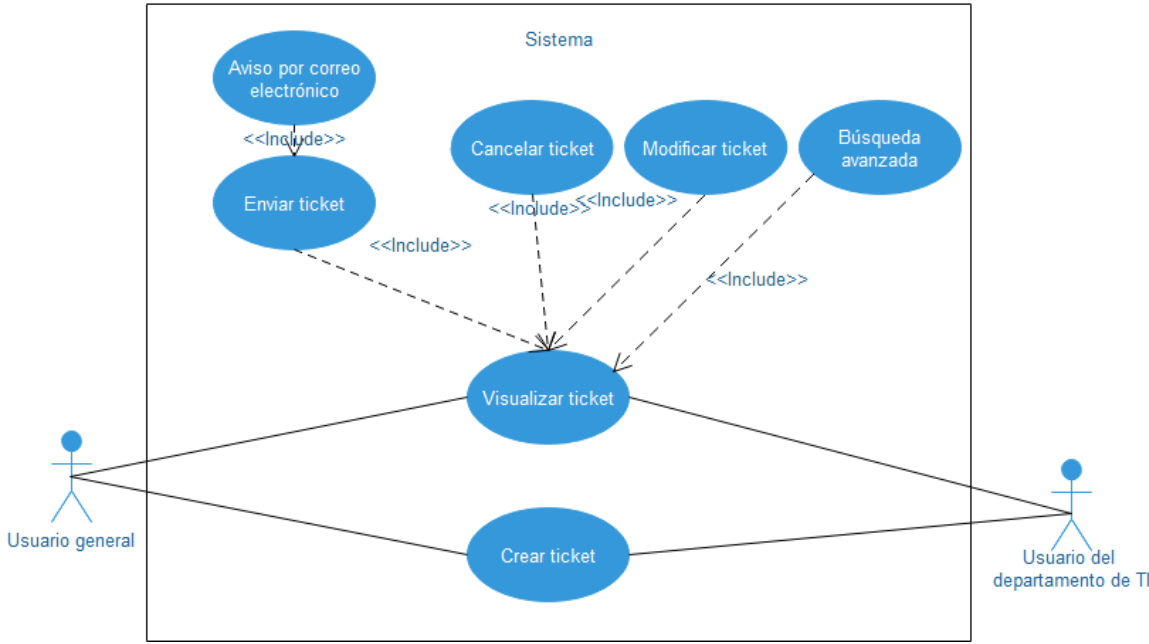 Sistema
Aviso por correo
electrónico
<<Include>>
Cancelar ticket
Modificar ticket
Búsqueda
avanzada
Enviar ticket
<<Include>>
<<Include>>
<<Include>>
<<Include>>
Visualizar ticket
Usuario general
Crear ticket
Usuario del
departamento de TI